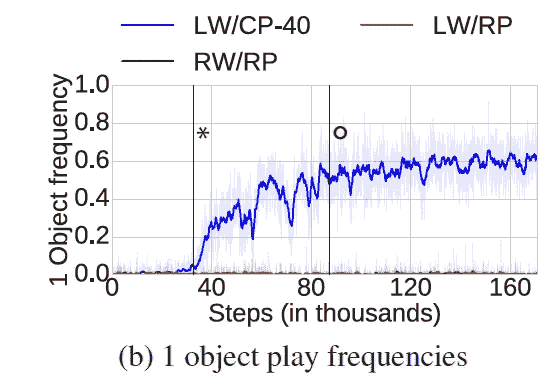 LW/CP-40 LW/RP
RW/RP
1 Object frequency
1.0
0.8
0.6
0.4
0.2
0.0
* o
0 40 80 120 160
Steps (in thousands)
(b) 1 object play frequencies